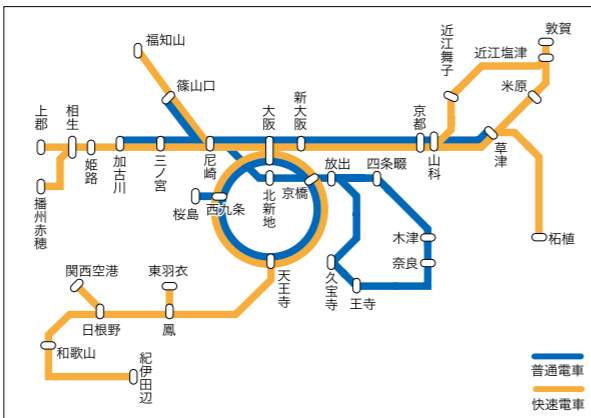 福知山
篠山口
大阪
新大阪
京都
近江舞子
近江塩津
敦賀
米原
上郡
相生
姫路
加古川
三ノ宮
尼崎
山科
草津
播州赤穂
桜島
西九条
北新地
京橋
放出
四条畷
木津
奈良
柘植
関西空港
東羽衣
天王寺
久宝寺
王寺
日根野
鳳
和歌山
紀伊田辺
普通電車
快速電車